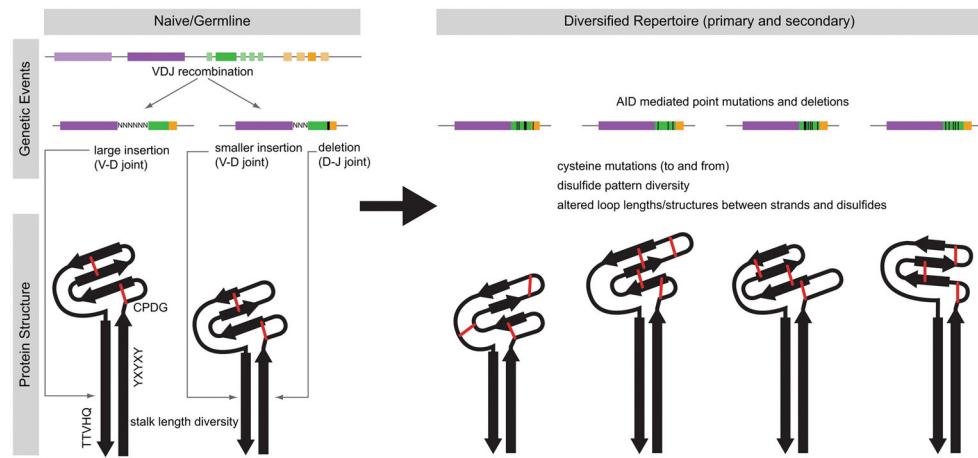 Naive/Germline
Diversified Repertoire (primary and secondary)
Genetic Events
VDJ recombination
NNNNNN
NNN
large insertion
(V-D joint)
smaller insertion
(V-D joint)
deletion
(D-J joint)
AID mediated point mutations and deletions
cysteine mutations (to and from)
disulfide pattern diversity
altered loop lengths/structures between strands and disulfides
Protein Structure
CPDG
YXYXY
TTVHQ
stalk length diversity